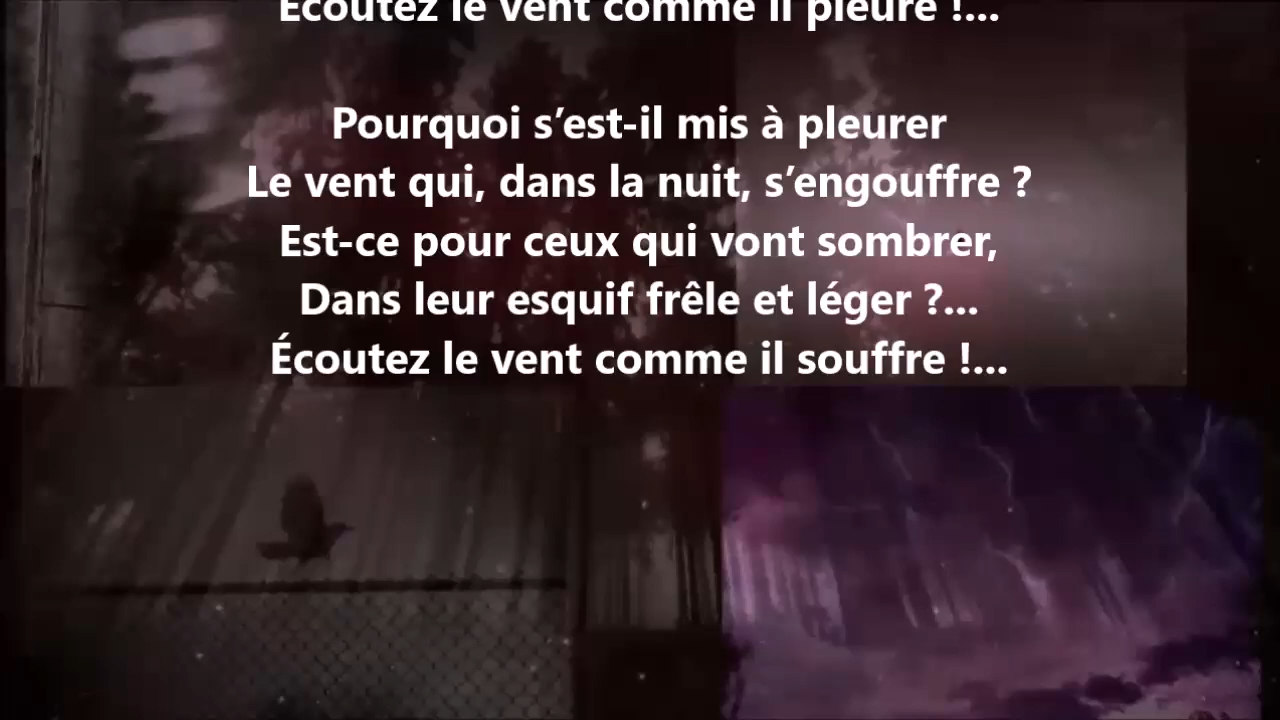 Écoutez le vent comme il pleure !...
Pourquoi s’est-il mis à pleurer
Le vent qui, dans la nuit, s’engouffre ?
Est-ce pour ceux qui vont sombrer,
Dans leur esquif frêle et léger ?...
Écoutez le vent comme il souffre !...